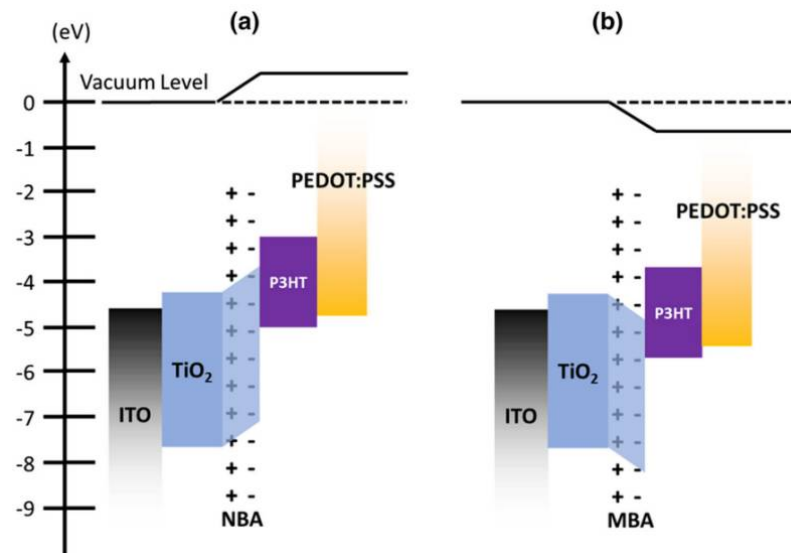 (eV)
(a)
(b)
Vacuum Level
0
-1
-2
-3
-4
-5
-6
-7
-8
-9
+ -
+ -
+ -
+ -
+ -
+ -
+ -
+ -
+ -
+ -
+ -
+ -
PEDOT:PSS
P3HT
TiO₂
ITO
NBA
+ -
+ -
+ -
+ -
+ -
+ -
+ -
+ -
+ -
+ -
+ -
+ -
PEDOT:PSS
P3HT
TiO₂
ITO
MBA